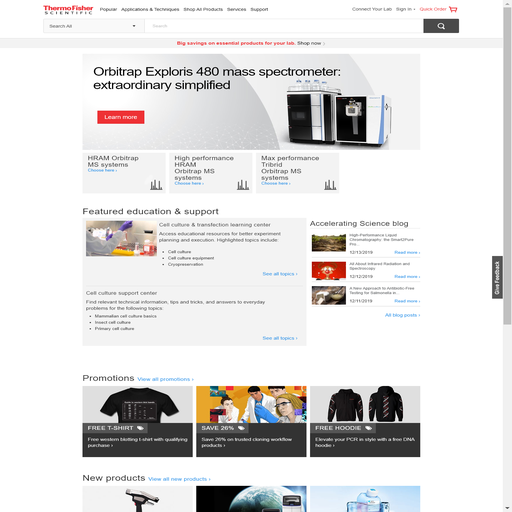 ThermoFisher
SCIENTIFIC
Popular Applications & Techniques Shop All Products Services Support
Connect Your Lab Sign In Quick Order
Search All
Search
Big savings on essential products for your lab. Shop now ›
Orbitrap Exploris 480 mass spectrometer:
extraordinary simplified
Learn more
HRAM Orbitrap
MS systems
Choose here ›
High performance
HRAM
Orbitrap MS
systems
Choose here ›
Max performance
Tribrid
Orbitrap MS
systems
Choose here ›
Featured education & support
Cell culture & transfection learning center
Access educational resources for better experiment
planning and execution. Highlighted topics include:
• Cell culture
• Cell culture equipment
• Cryopreservation
See all topics ›
Cell culture support center
Find relevant technical information, tips and tricks, and answers to everyday
problems for the following topics:
• Mammalian cell culture basics
• Insect cell culture
• Primary cell culture
See all topics ›
Accelerating Science blog
High-Performance Liquid
Chromatography: the Smart2Pure
Pro...
12/13/2019 Read more ›
All About Infrared Radiation and
Spectroscopy
12/12/2019 Read more ›
A New Approach to Antibiotic-Free
Testing for Salmonella in...
12/11/2019 Read more ›
All blog posts ›
Give Feedback
Promotions View all promotions ›
FREE T-SHIRT
Free western blotting t-shirt with qualifying
purchase ›
SAVE 26%
Save 26% on trusted cloning workflow
products ›
FREE HOODIE
Elevate your PCR in style with a free DNA
hoodie ›
New products View all new products ›